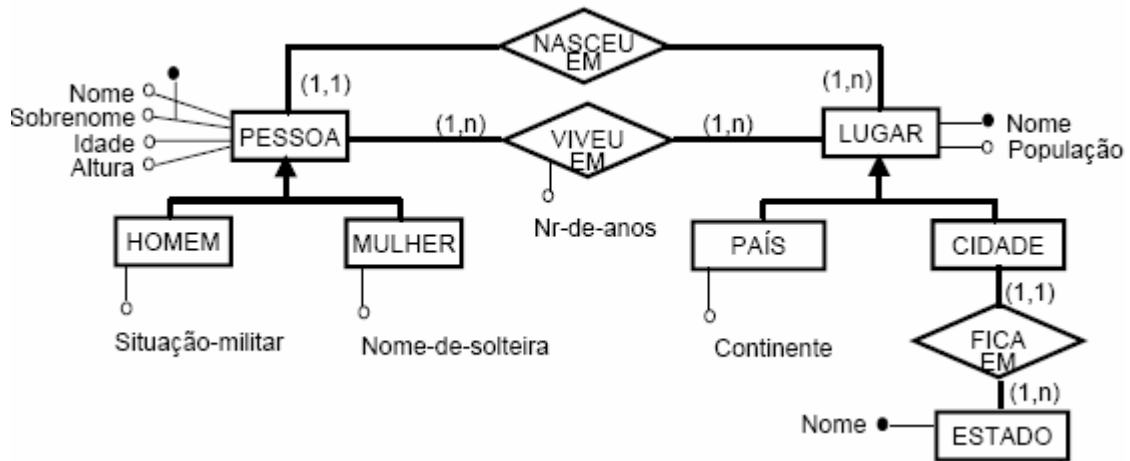 NASCEU
EM
(1,1)
(1,n)
Nome
Sobrenome
Idade
Altura
PESSOA
(1,n)
VIVEU
EM
(1,n)
LUGAR
Nome
População
Nr-de-anos
HOMEM
MULHER
PAÍS
CIDADE
Situação-militar
Nome-de-solteira
Continente
(1,1)
FICA
EM
(1,n)
Nome
ESTADO